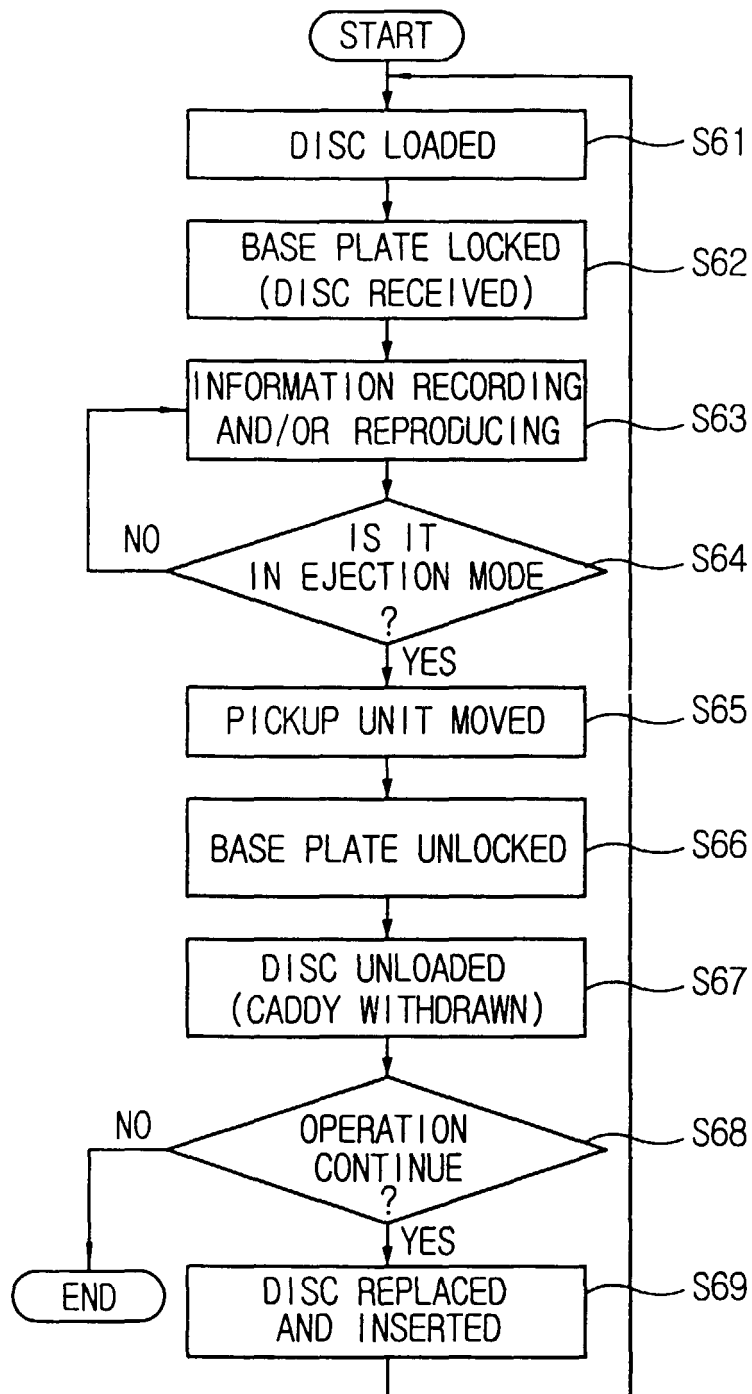 START
DISC LOADED
S61
BASE PLATE LOCKED
(DISC RECEIVED)
S62
INFORMATION RECORDING
AND/OR REPRODUCING
S63
IS IT
IN EJECTION MODE
?
S64
NO
YES
PICKUP UNIT MOVED
S65
BASE PLATE UNLOCKED
S66
DISC UNLOADED
(CADDY WITHDRAWN)
S67
OPERATION
CONTINUE
?
S68
NO
YES
END
DISC REPLACED
AND INSERTED
S69